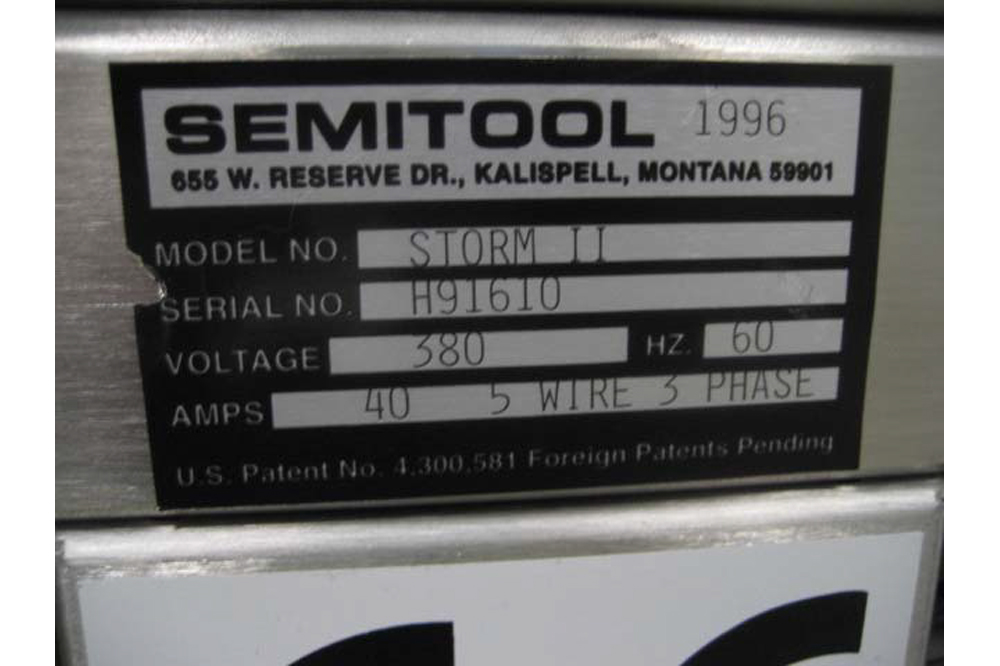 SEMITOOL 1996
655 W. RESERVE DR., KALISPELL, MONTANA 59901
MODEL NO. STORM II
SERIAL NO. H91610
VOLTAGE 380 HZ. 60
AMPS 40 5 WIRE 3 PHASE
U.S. Patent No. 4,300,581 Foreign Patents Pending